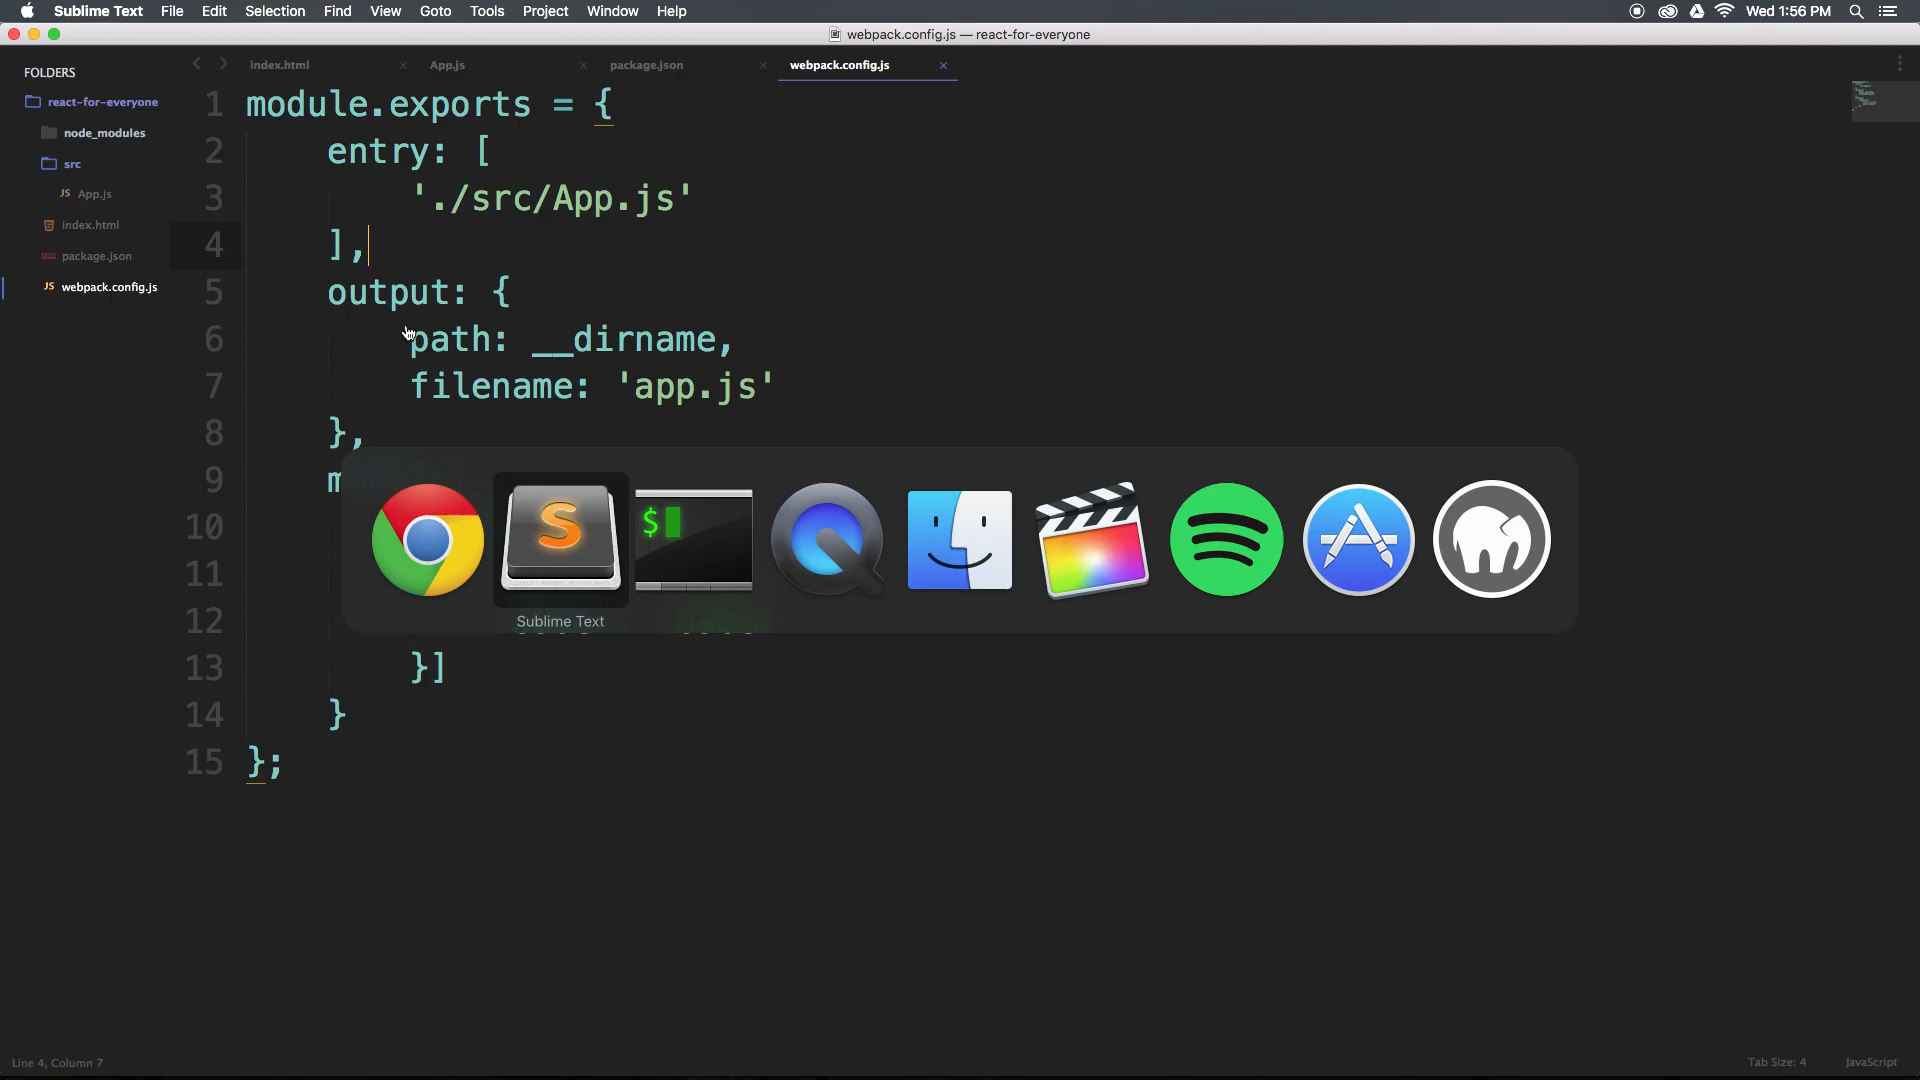 Sublime Text File Edit Selection Find View Goto Tools Project Window Help Wed 1:56 PM
webpack.config.js — react-for-everyone
FOLDERS
react-for-everyone
node_modules
src
App.js
index.html
package.json
webpack.config.js
index.html App.js package.json webpack.config.js
1 module.exports = {
2 entry: [
3 './src/App.js'
4 ],
5 output: {
6 path: __dirname,
7 filename: 'app.js'
8 },
9 m
10
11
12
13 }]
14 }
15 };
$
S
Sublime Text
Line 4, Column 7 Tab Size: 4 JavaScript